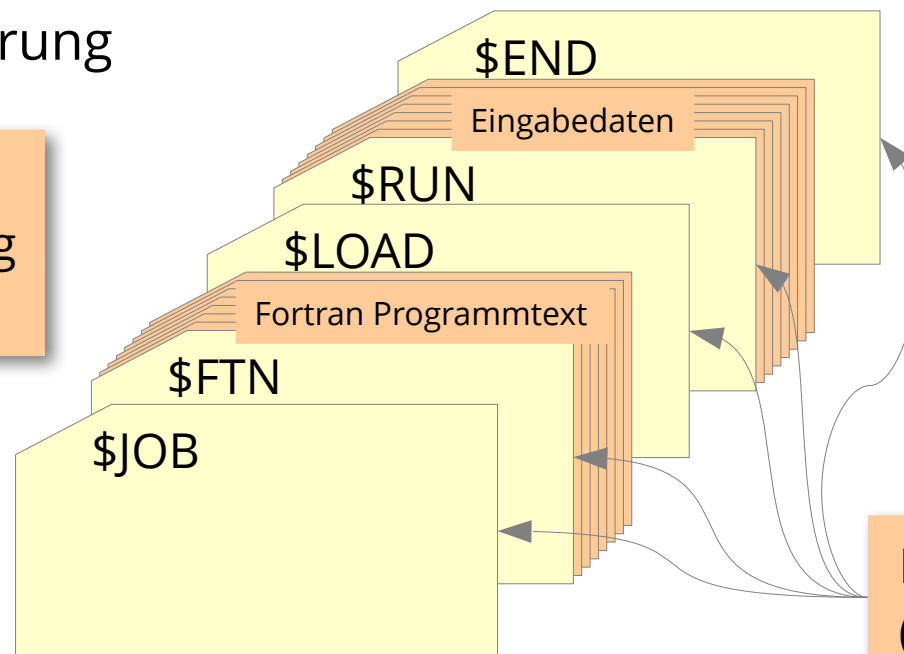 rung
$END
Eingabedaten
$RUN
g
$LOAD
Fortran Programmtext
$FTN
$JOB
(